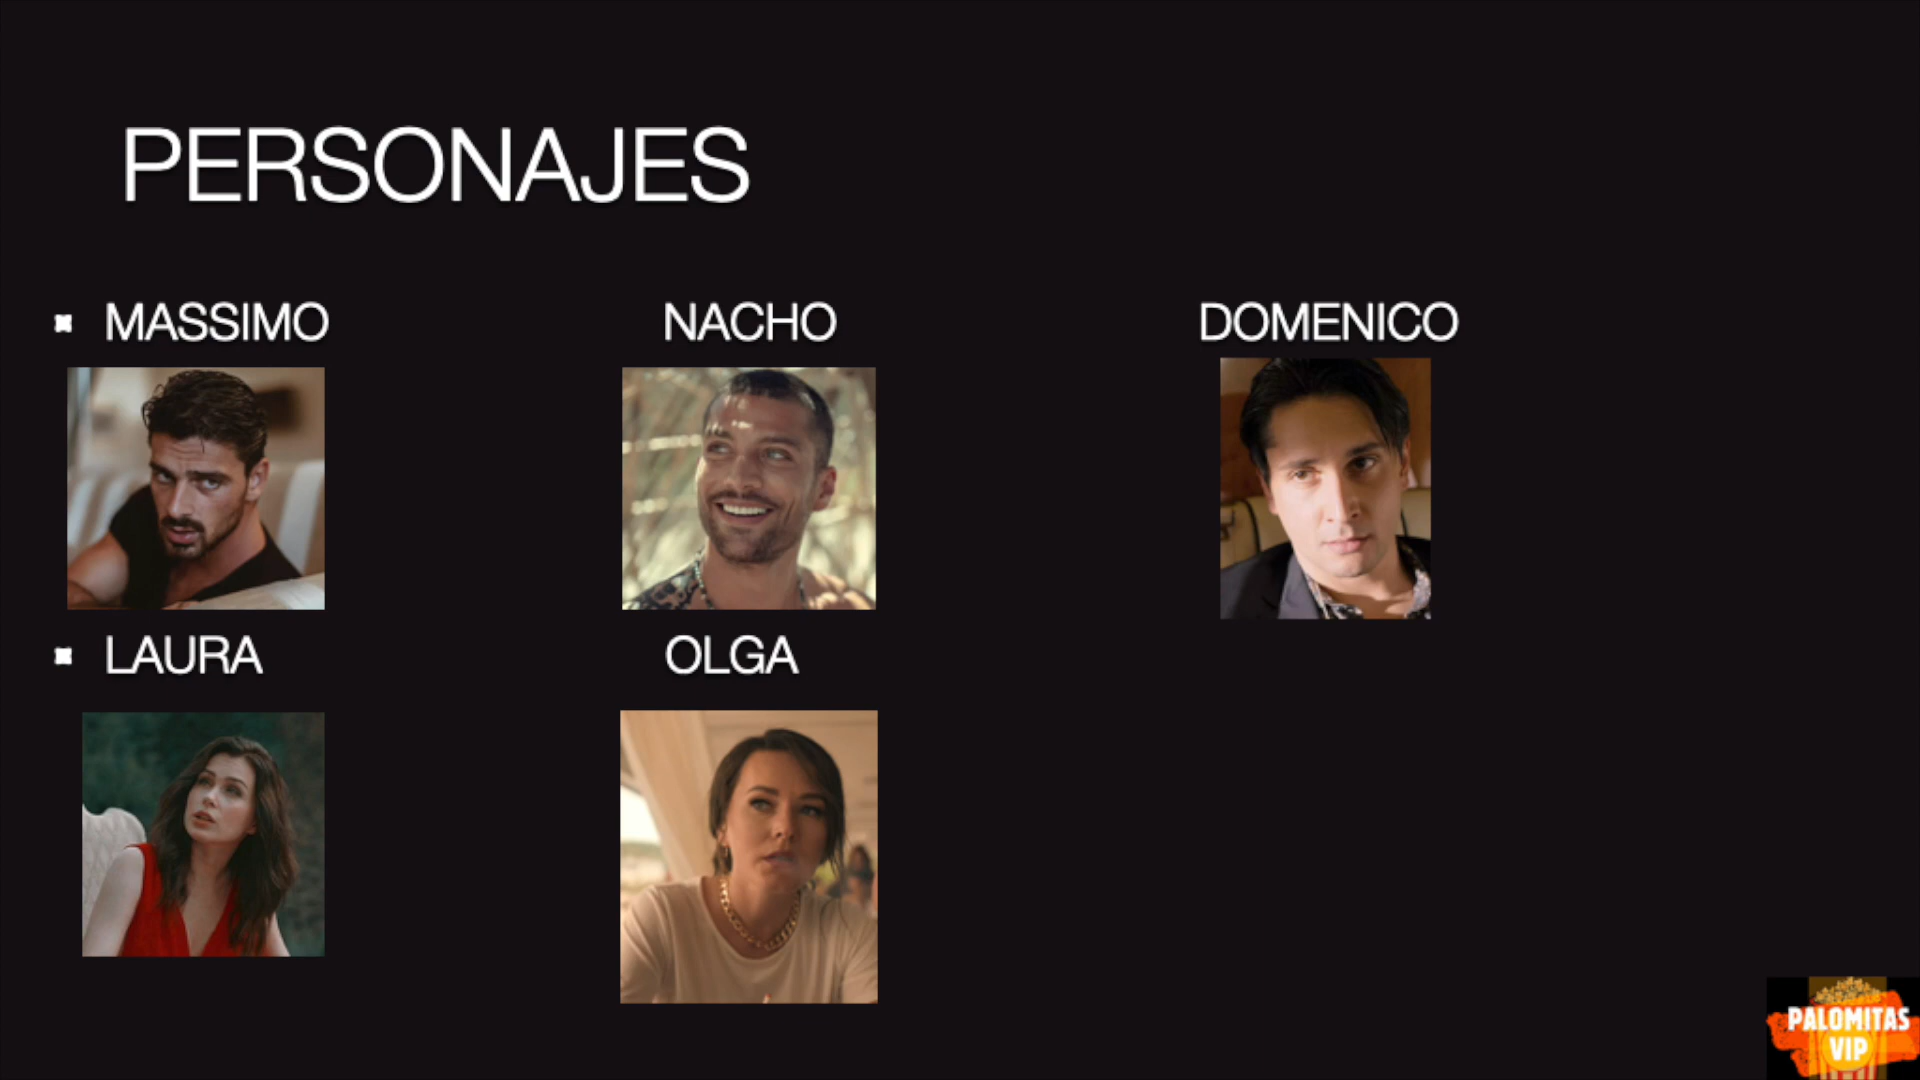 PERSONAJES
MASSIMO NACHO DOMENICO
LAURA OLGA
PALOMITAS
VIP